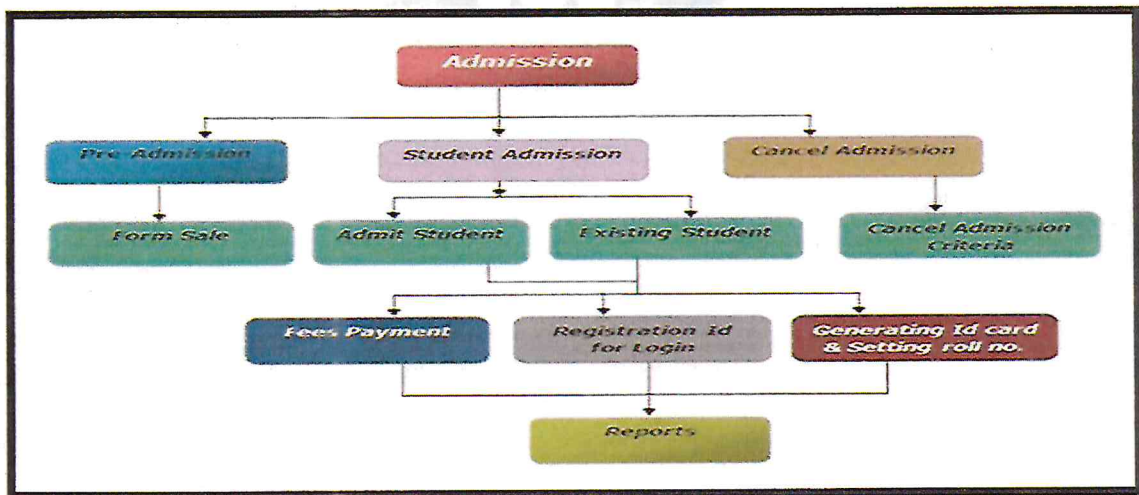 Admission
Pre Admission
Student Admission
Cancel Admission
Form Sale
Admit Student
Existing Student
Cancel Admission
Criteria
Fees Payment
Registration Id
for Login
Generating Id card
& Setting roll no.
Reports